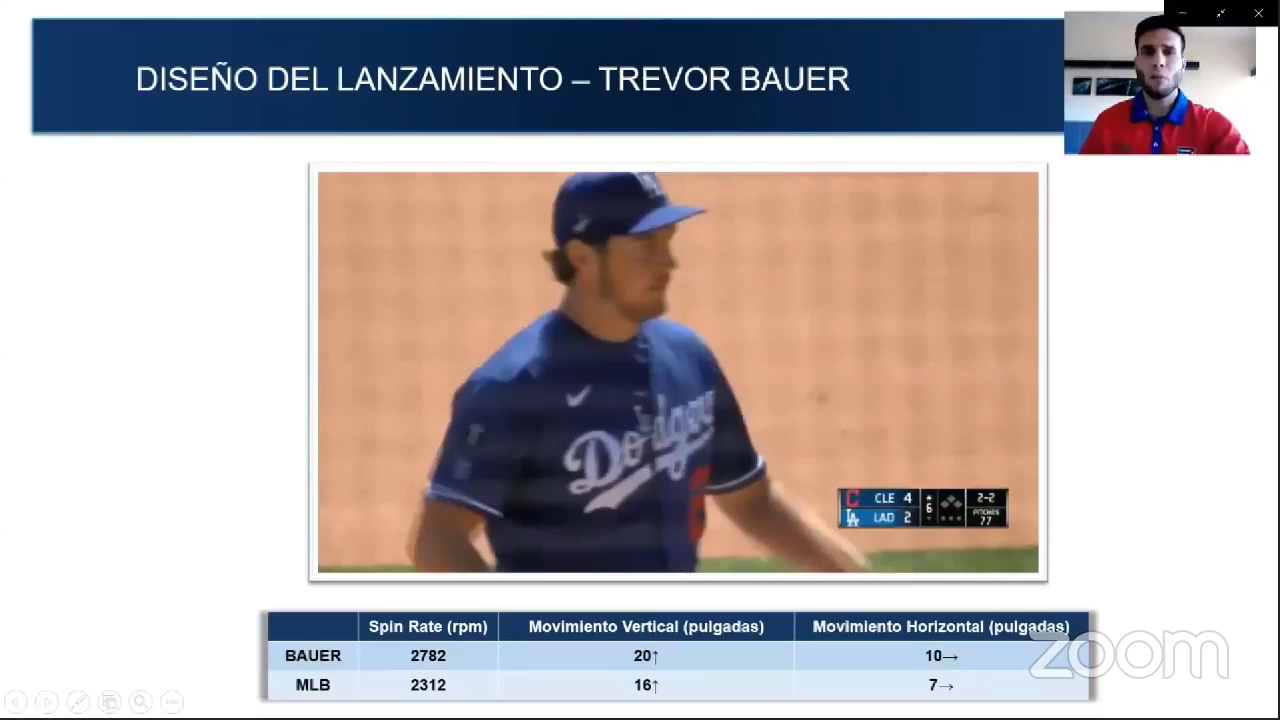 DISEÑO DEL LANZAMIENTO – TREVOR BAUER
Dodgers
CLE 4
LAD 2
6
2-2
PITCHES
77
Spin Rate (rpm) Movimiento Vertical (pulgadas) Movimiento Horizontal (pulgadas)
BAUER 2782 20↑ 10→
MLB 2312 16↑ 7→
zoom